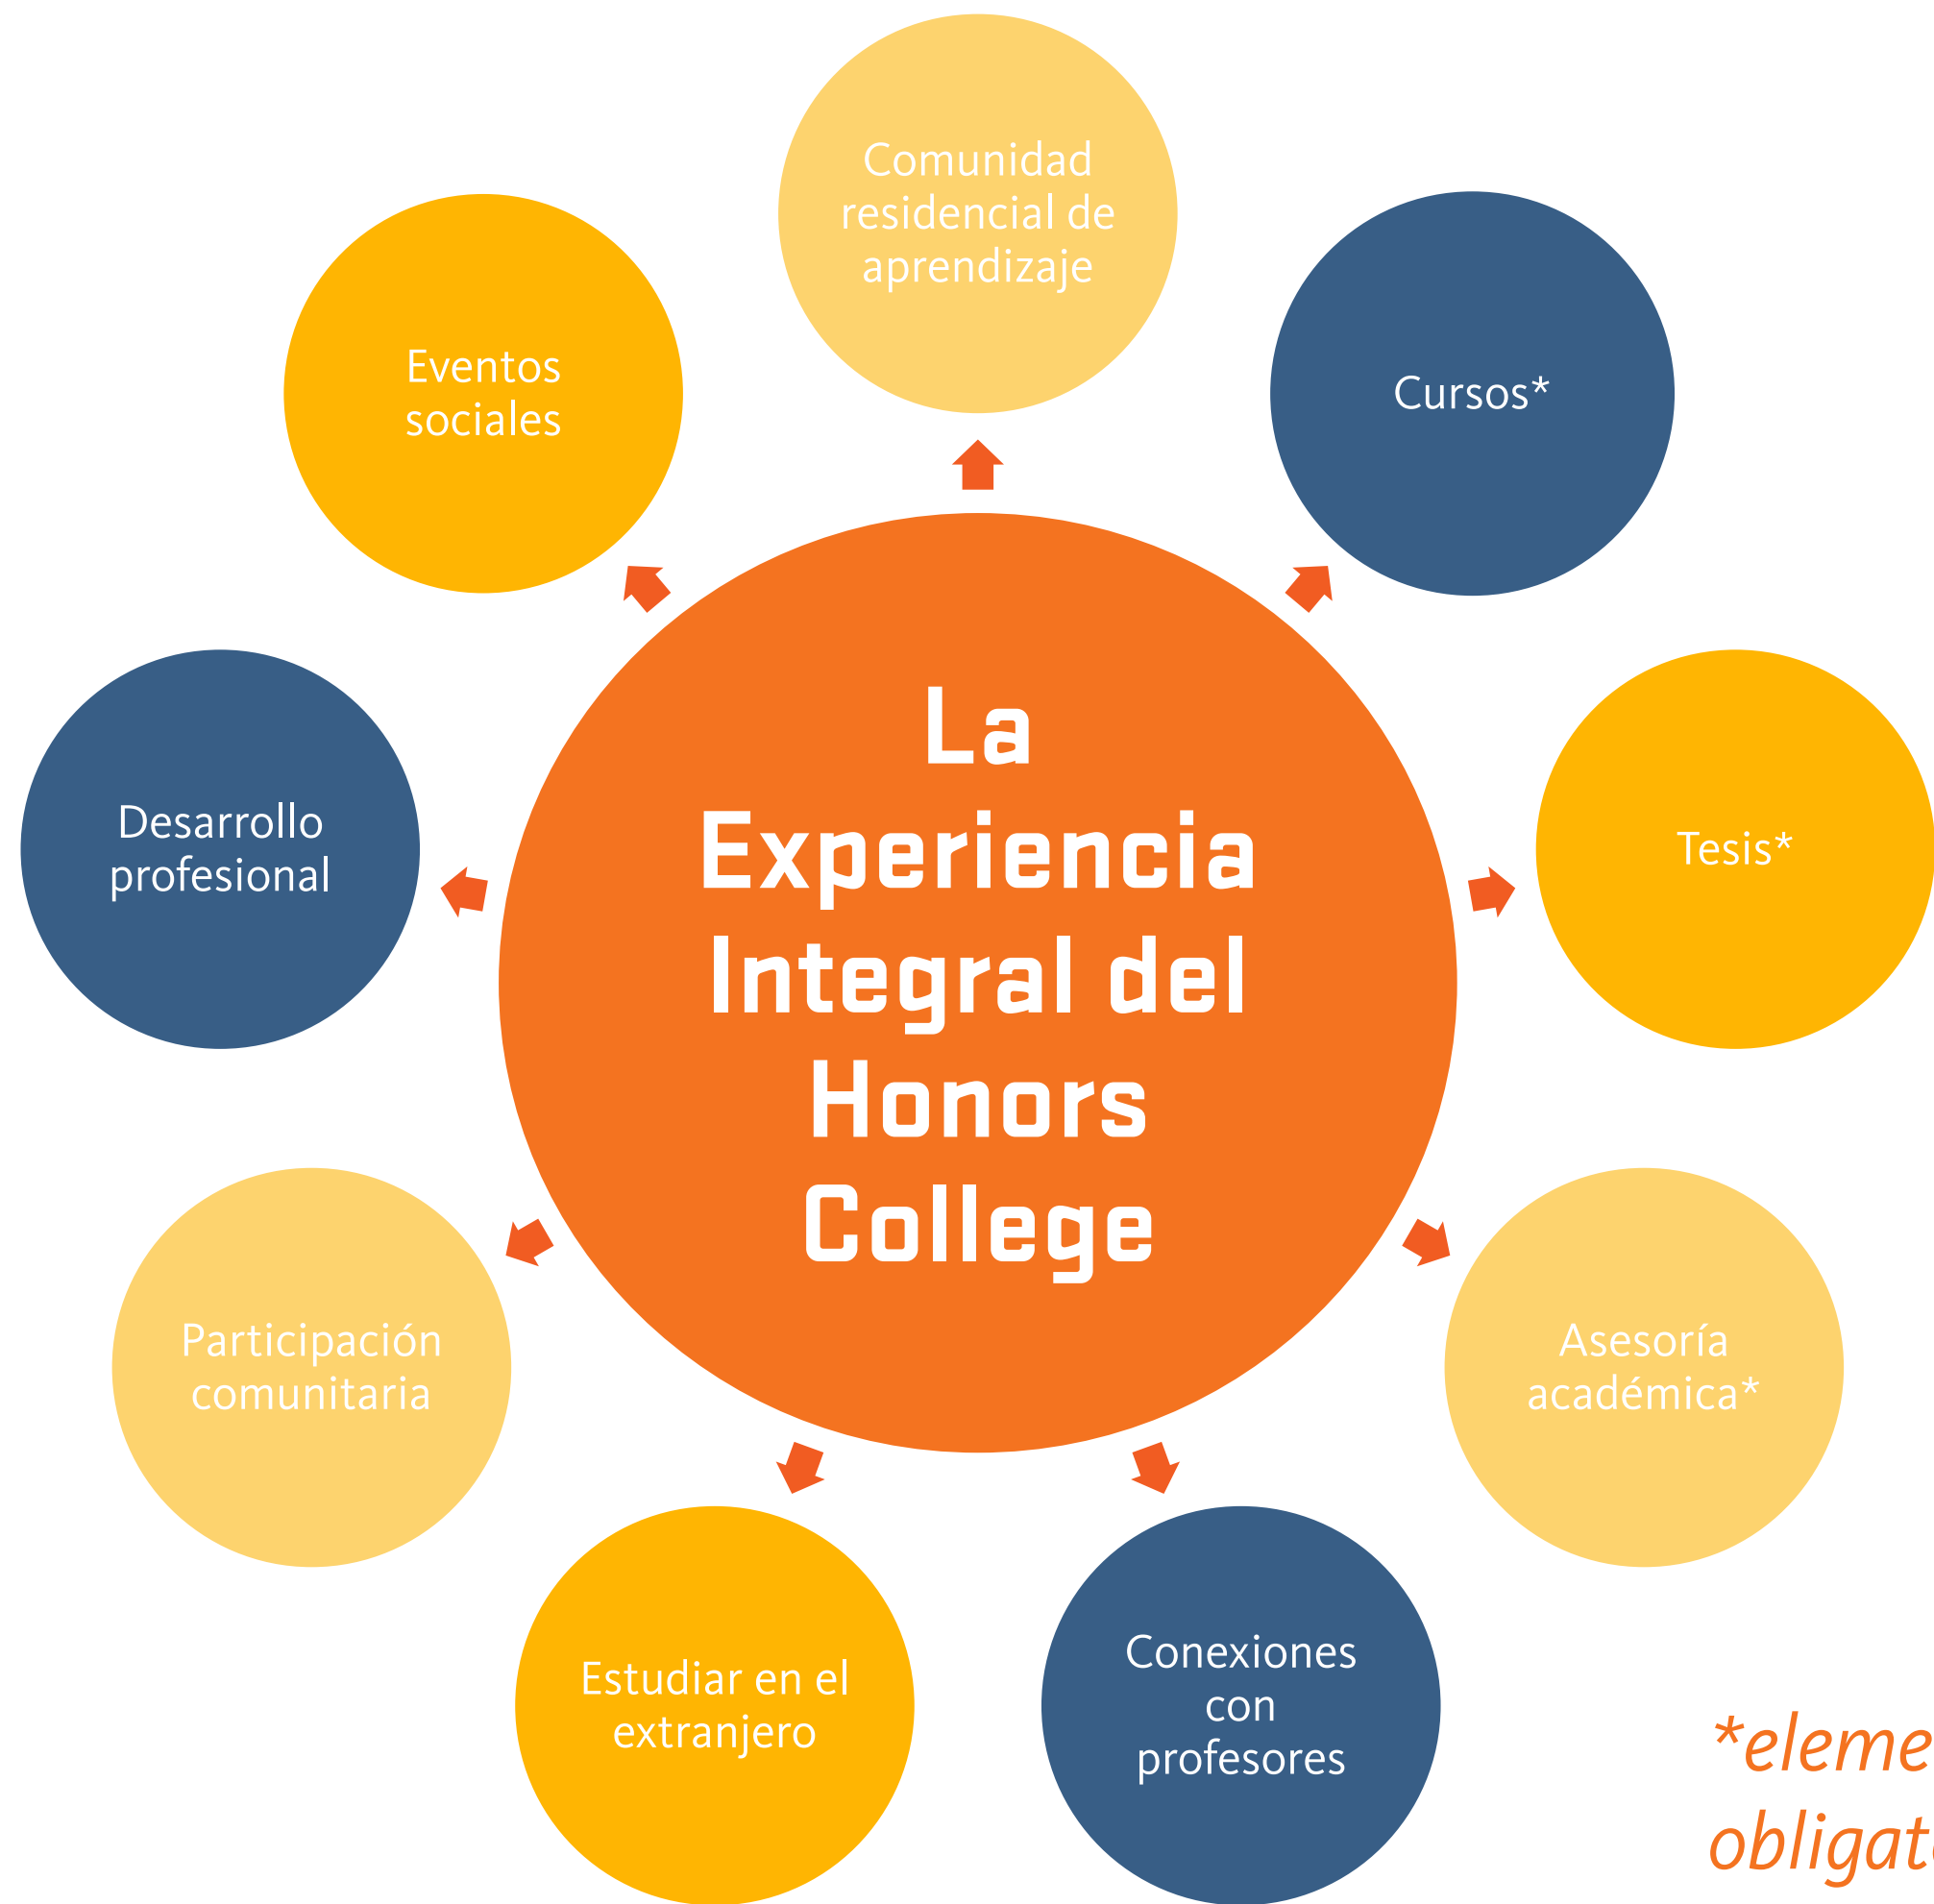 Comunidad
residencial de
aprendizaje
Cursos*
Tesis*
Asesoría
académica*
Conexiones
con
profesores
Estudiar en el
extranjero
Participación
comunitaria
Desarrollo
profesional
Eventos
sociales
La
Experiencia
Integral del
Honors
College